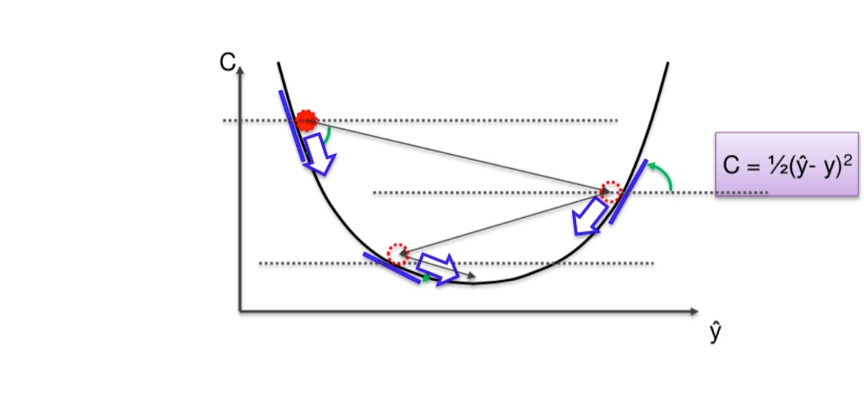 C
C = ½(ŷ- y)²
ŷ